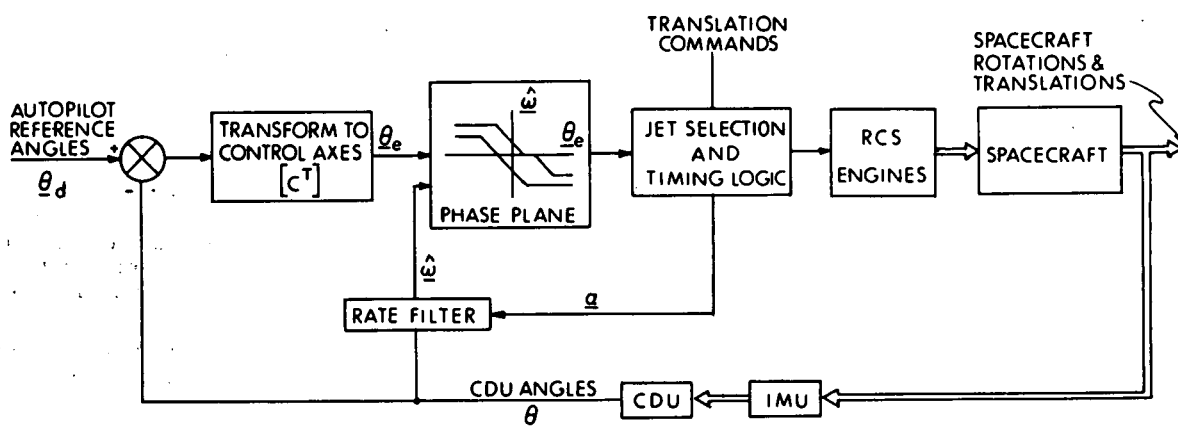 TRANSLATION
COMMANDS
SPACECRAFT
ROTATIONS &
TRANSLATIONS
AUTOPILOT
REFERENCE
ANGLES
+
θd
-
TRANSFORM TO
CONTROL AXES
[Cᵀ]
θe
ω̂
θe
PHASE PLANE
JET SELECTION
AND
TIMING LOGIC
RCS
ENGINES
SPACECRAFT
ω̂
RATE FILTER
a
CDU ANGLES
θ
CDU
IMU